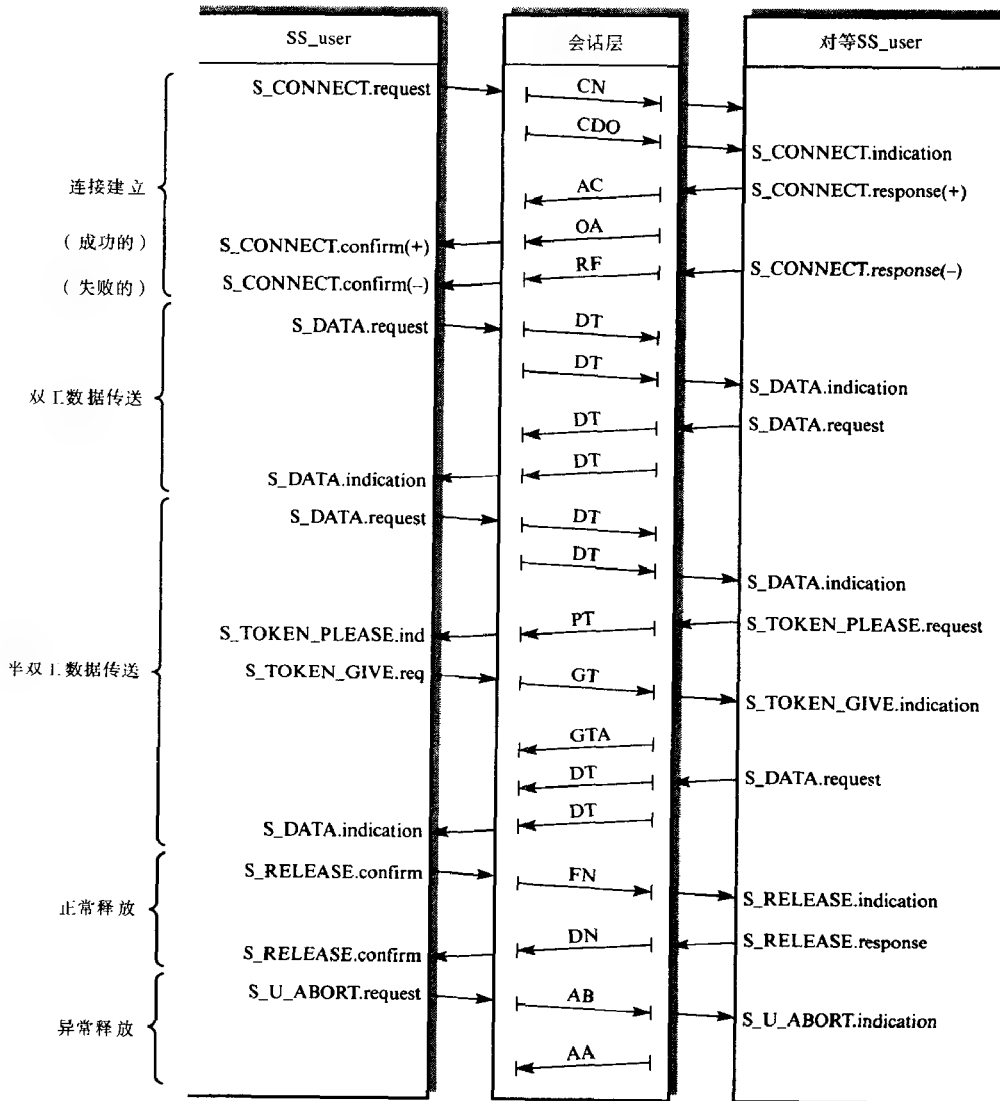 SS_user
会话层
对等SS_user
S_CONNECT.request
CN
CDO
S_CONNECT.indication
连接建立
AC
S_CONNECT.response(+)
(成功的)
S_CONNECT.confirm(+)
OA
(失败的)
S_CONNECT.confirm(–)
RF
S_CONNECT.response(–)
S_DATA.request
DT
DT
S_DATA.indication
双工数据传送
DT
S_DATA.request
S_DATA.indication
DT
S_DATA.request
DT
DT
S_DATA.indication
S_TOKEN_PLEASE.ind
PT
S_TOKEN_PLEASE.request
半双工数据传送
S_TOKEN_GIVE.req
GT
S_TOKEN_GIVE.indication
GTA
DT
S_DATA.request
S_DATA.indication
DT
S_RELEASE.confirm
FN
S_RELEASE.indication
正常释放
S_RELEASE.confirm
DN
S_RELEASE.response
S_U_ABORT.request
AB
S_U_ABORT.indication
异常释放
AA